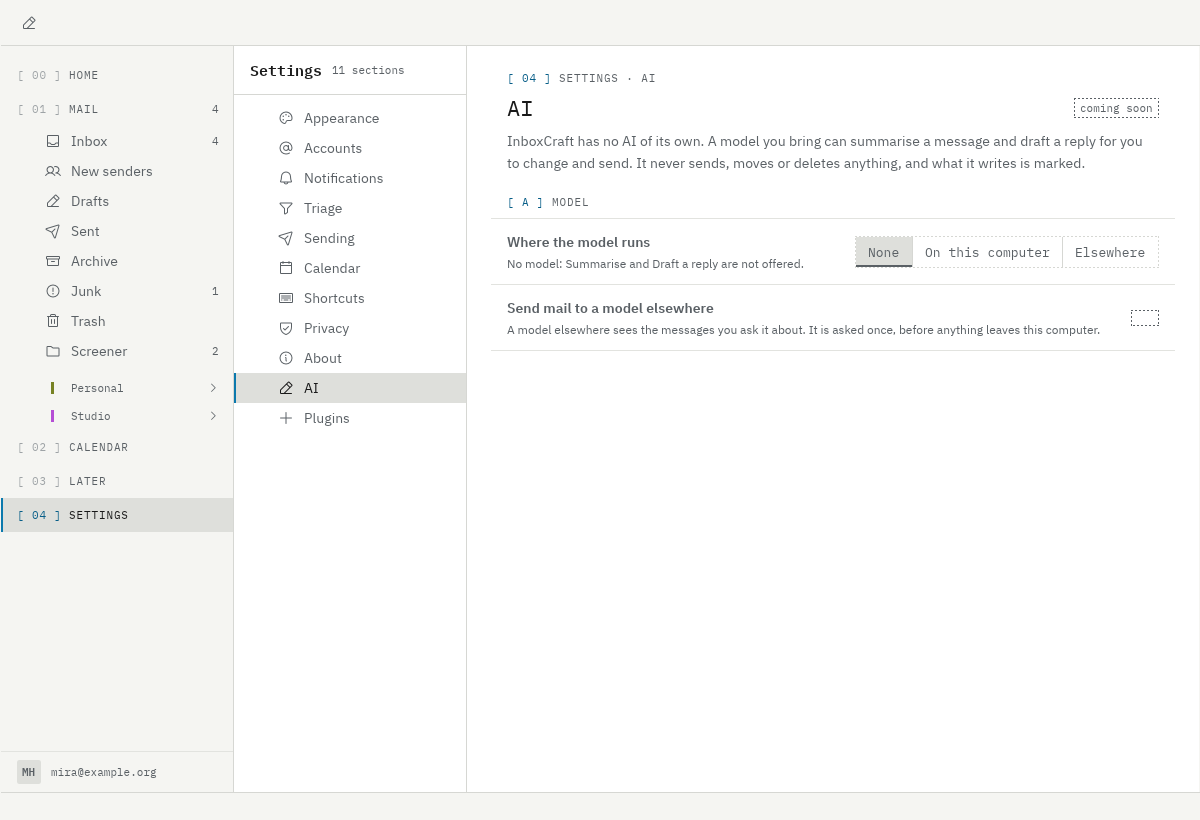 [ 00 ] HOME
[ 01 ] MAIL 4
Inbox 4
New senders
Drafts
Sent
Archive
Junk 1
Trash
Screener 2
Personal
Studio
[ 02 ] CALENDAR
[ 03 ] LATER
[ 04 ] SETTINGS
MH mira@example.org
Settings 11 sections
Appearance
Accounts
Notifications
Triage
Sending
Calendar
Shortcuts
Privacy
About
AI
Plugins
[ 04 ] SETTINGS · AI
AI coming soon
InboxCraft has no AI of its own. A model you bring can summarise a message and draft a reply for you
to change and send. It never sends, moves or deletes anything, and what it writes is marked.
[ A ] MODEL
Where the model runs
No model: Summarise and Draft a reply are not offered.
None On this computer Elsewhere
Send mail to a model elsewhere
A model elsewhere sees the messages you ask it about. It is asked once, before anything leaves this computer.